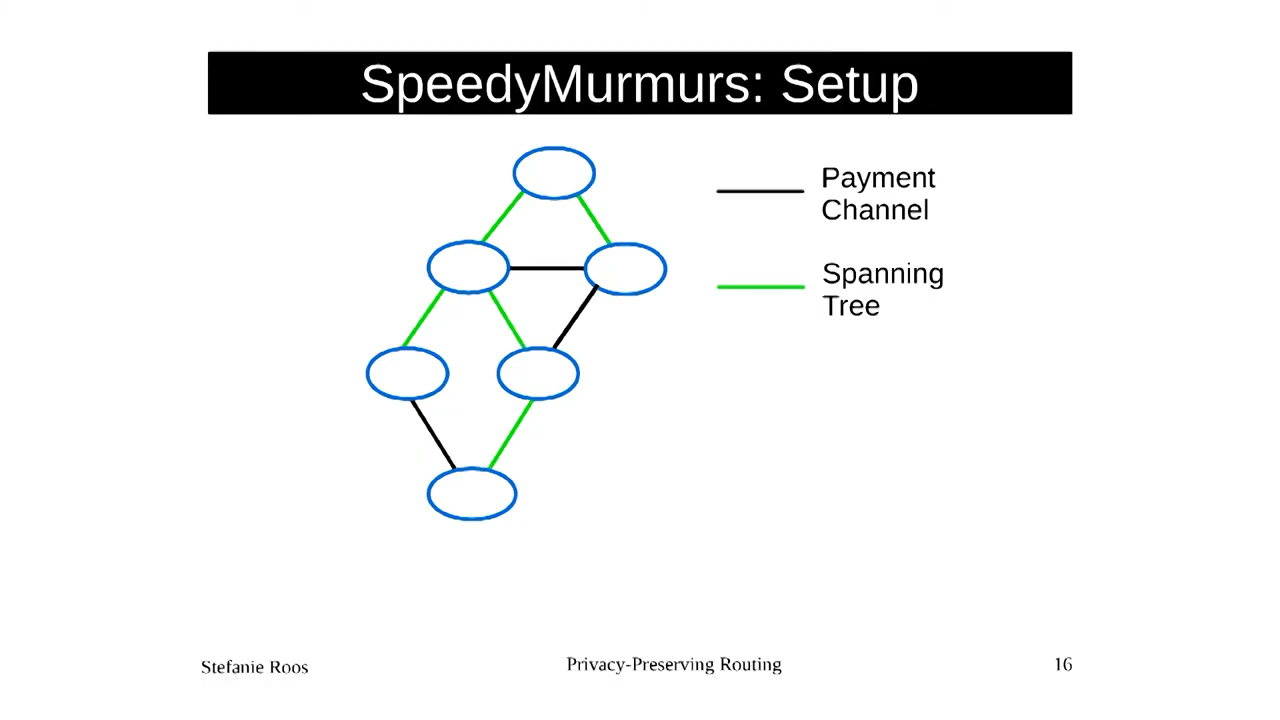 SpeedyMurmurs: Setup
Payment
Channel
Spanning
Tree
Stefanie Roos
Privacy-Preserving Routing
16